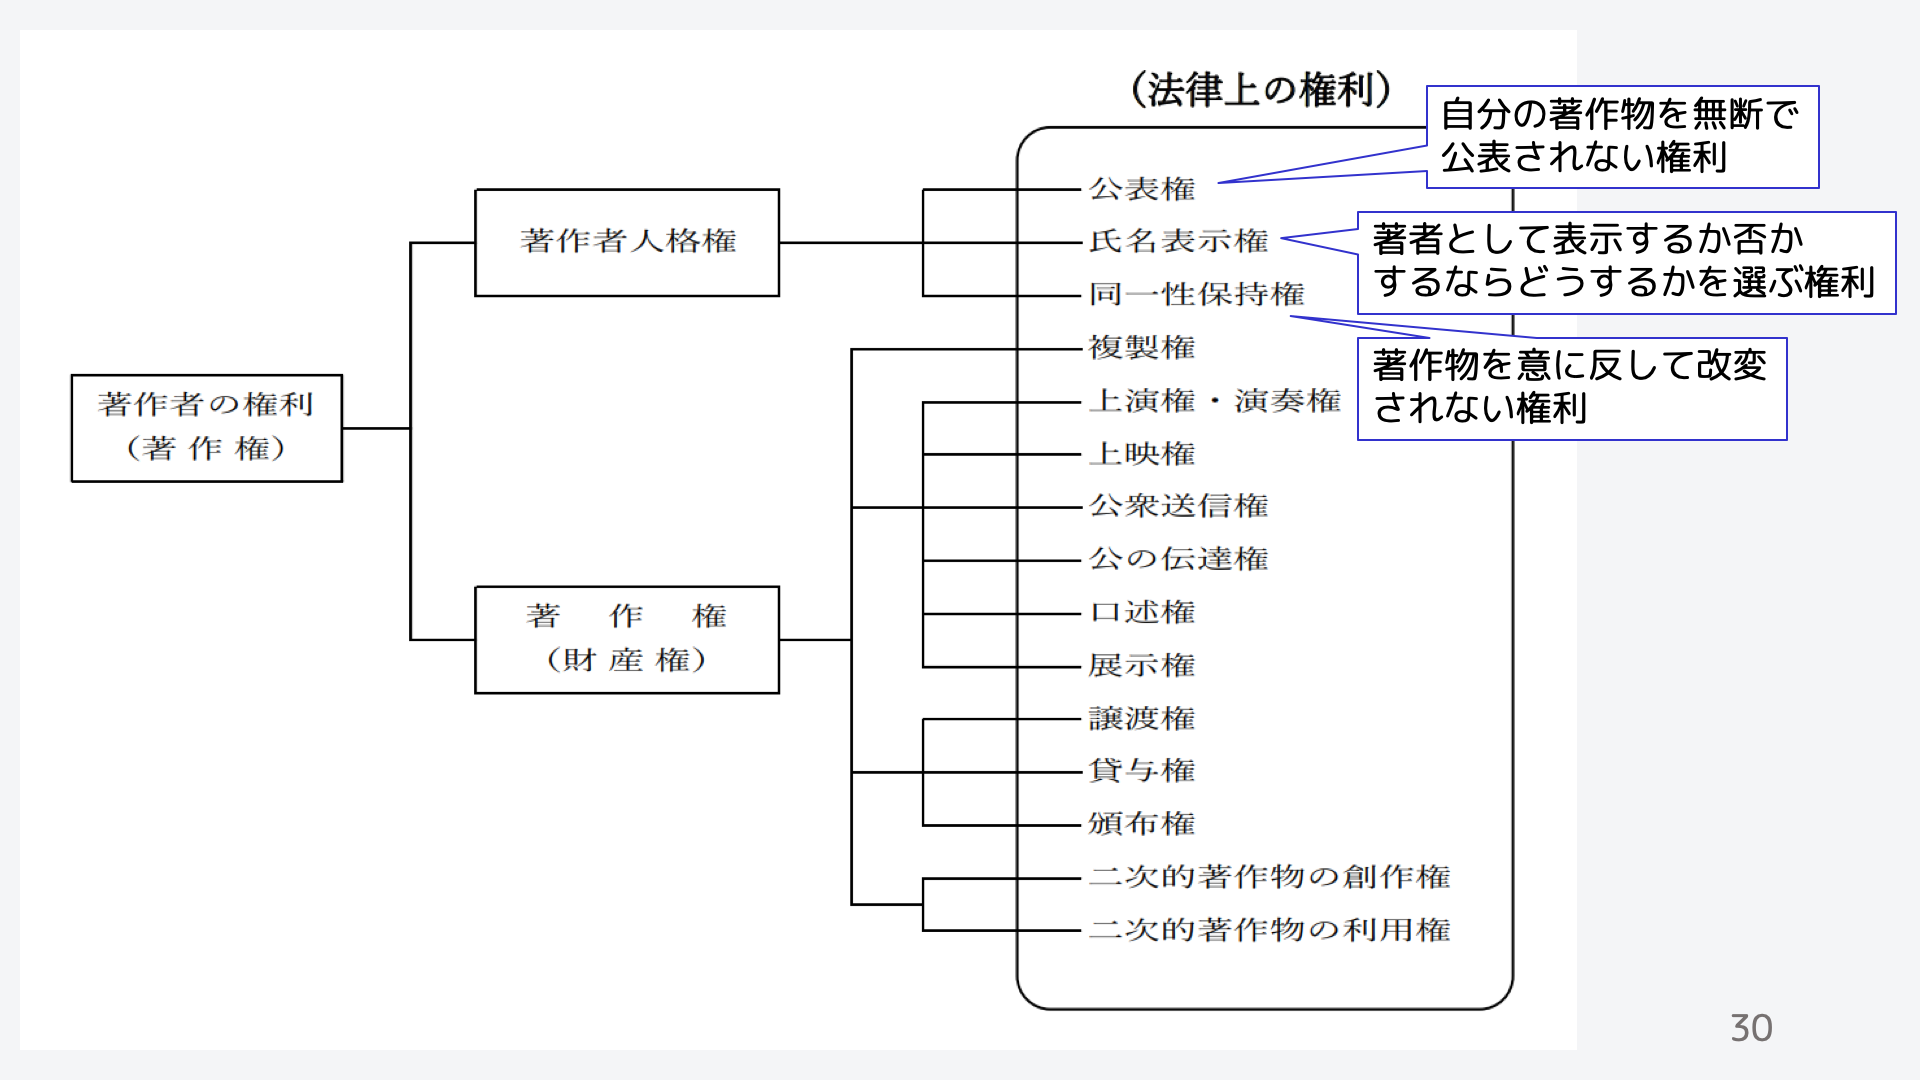 （法律上の権利）
自分の著作物を無断で
公表されない権利
公表権
著作者人格権
氏名表示権
著者として表示するか否か
するならどうするかを選ぶ権利
同一性保持権
著作物を意に反して改変
されない権利
著作者の権利
（著作権）
著作権
（財産権）
複製権
上演権・演奏権
上映権
公衆送信権
公の伝達権
口述権
展示権
譲渡権
貸与権
頒布権
二次的著作物の創作権
二次的著作物の利用権
30